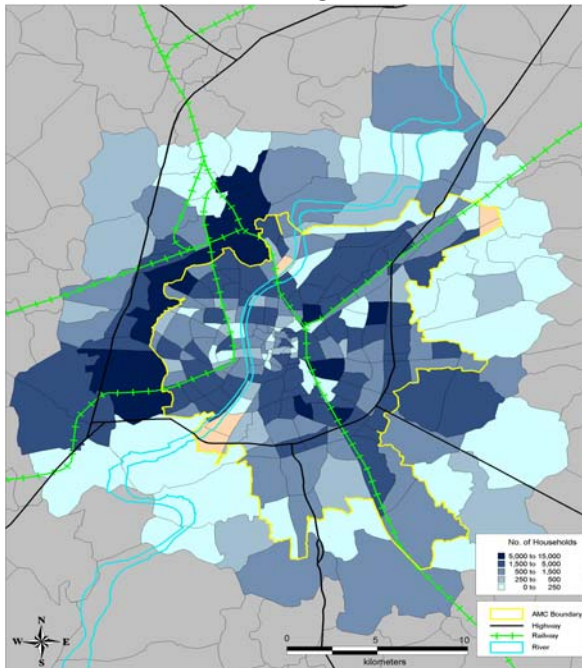 No. of Households
5,000 to 15,000
1,500 to 5,000
500 to 1,500
250 to 500
0 to 250
AMC Boundary
Highway
Railway
River
N
W E
S
0 5 10
kilometers